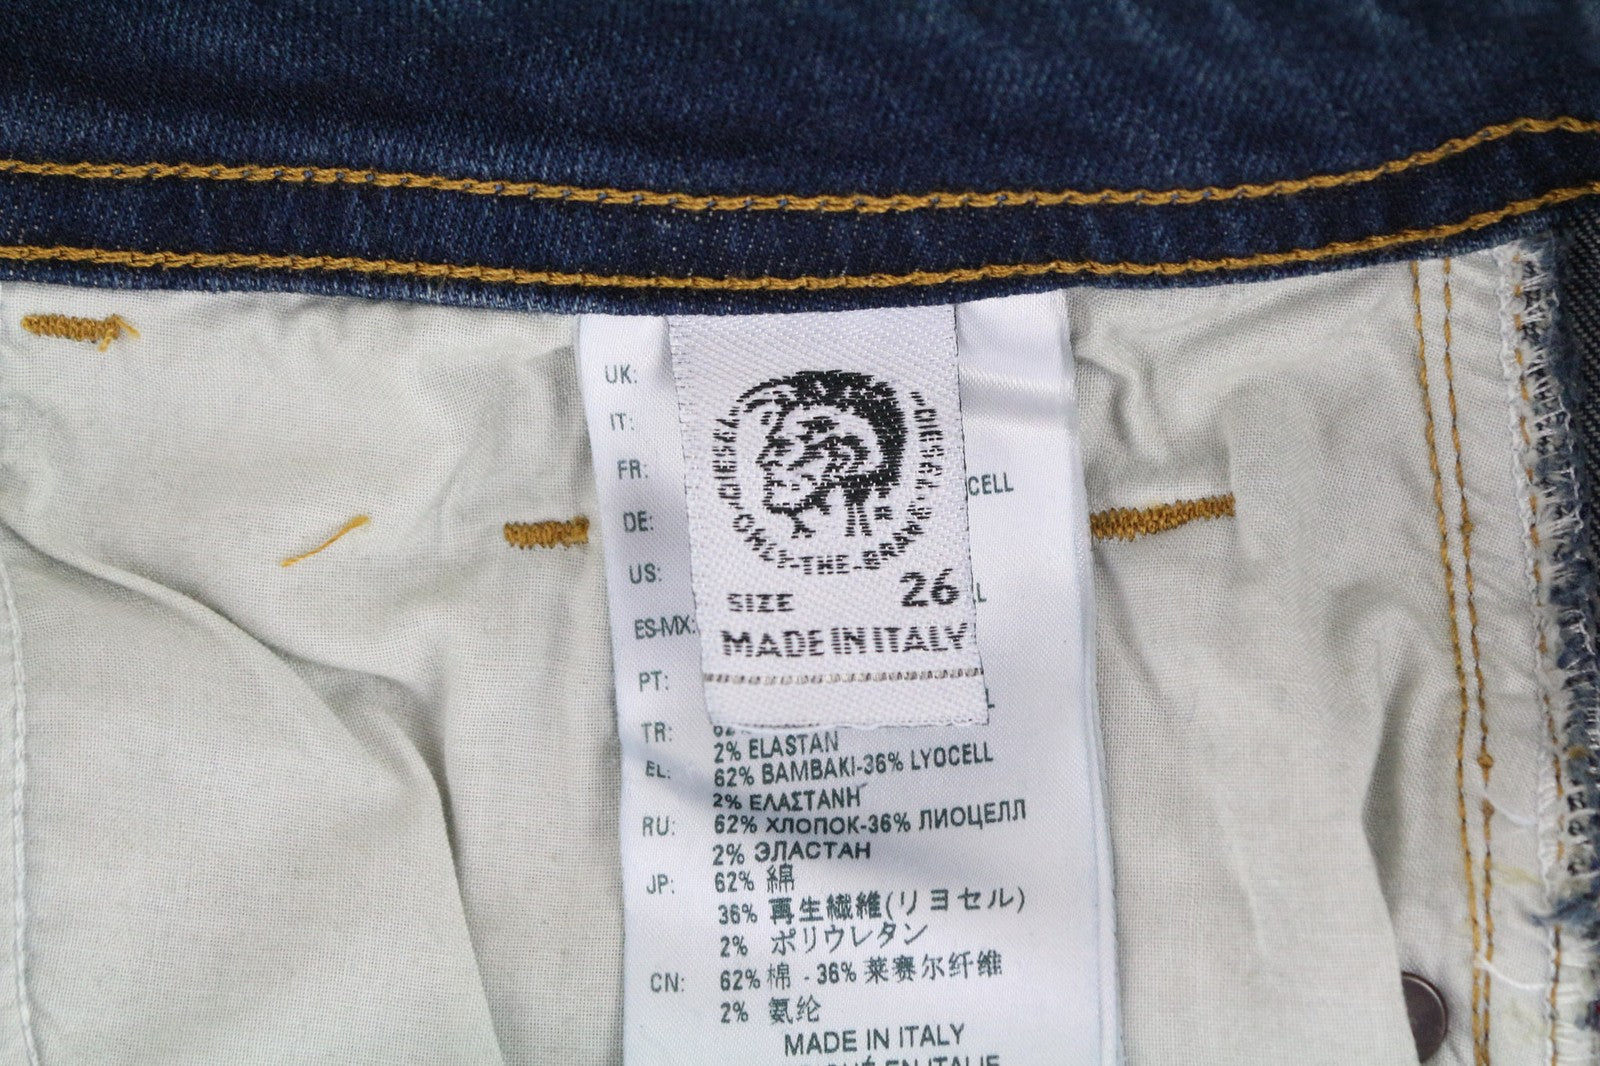 DIESEL
DIESEL
ONLY-THE-BRAVE
SIZE 26
MADE IN ITALY
UK:
IT:
FR:
DE:
US:
ES-MX:
PT:
TR:
2% ELASTAN
EL: 62% BAMBAKI-36% LYOCELL
2% ΕΛΑΣΤΑΝΗ
RU: 62% ХЛОПОК-36% ЛИОЦЕЛЛ
2% ЭЛАСТАН
JP: 62% 綿
36% 再生繊維(リヨセル)
2% ポリウレタン
CN: 62% 棉 - 36% 莱赛尔纤维
2% 氨纶
MADE IN ITALY
EN ITALIE